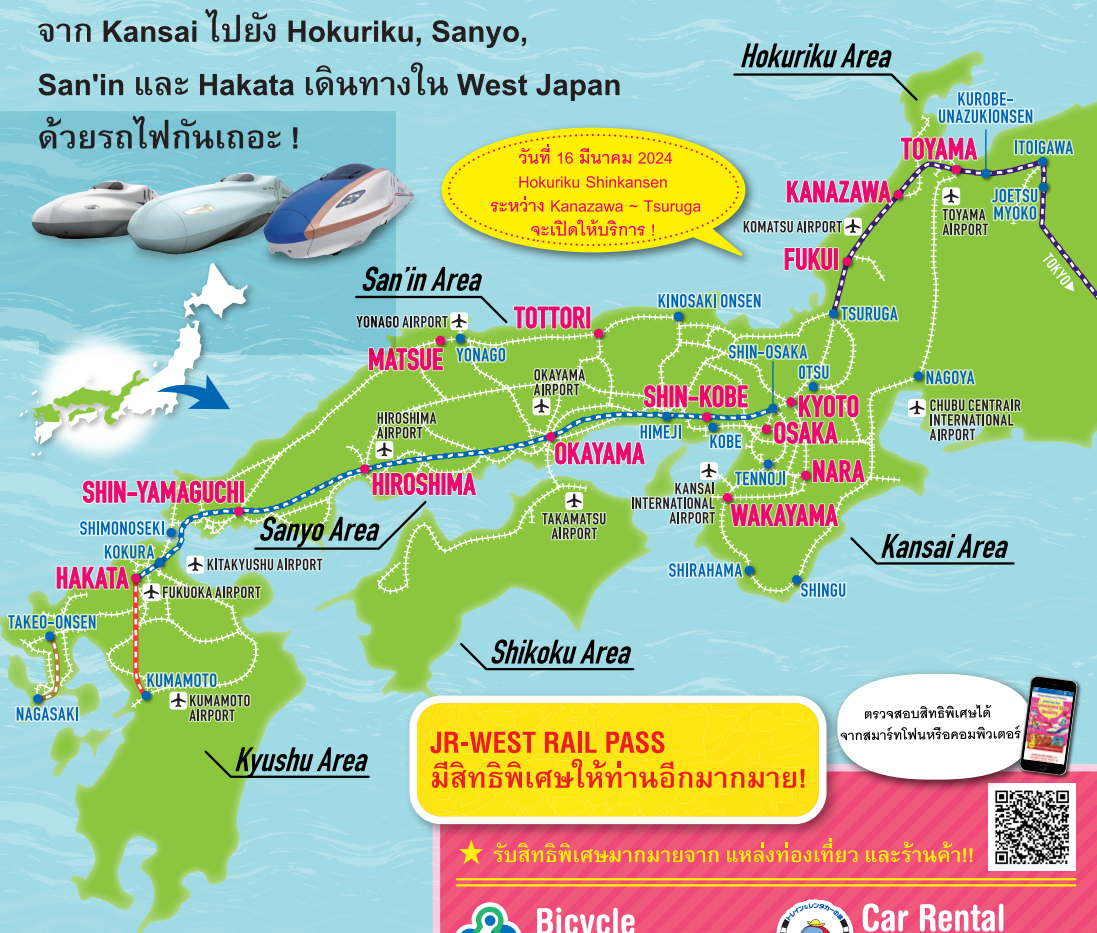 จาก Kansai ไปยัง Hokuriku, Sanyo,
San'in และ Hakata เดินทางใน West Japan
ด้วยรถไฟกันเถอะ !
วันที่ 16 มีนาคม 2024
Hokuriku Shinkansen
ระหว่าง Kanazawa ~ Tsuruga
จะเปิดให้บริการ !
Hokuriku Area
KUROBE-
UNAZUKIONSEN
TOYAMA
ITOIGAWA
KANAZAWA
JOETSU
MYOKO
TOYAMA
AIRPORT
KOMATSU AIRPORT
FUKUI
TOKYO▶
San'in Area
KINOSAKI ONSEN
TSURUGA
YONAGO AIRPORT
TOTTORI
MATSUE
YONAGO
SHIN-OSAKA
OTSU
OKAYAMA
AIRPORT
NAGOYA
SHIN-KOBE
KYOTO
CHUBU CENTRAIR
INTERNATIONAL
AIRPORT
HIROSHIMA
AIRPORT
HIMEJI
KOBE
OSAKA
OKAYAMA
TENNOJI
NARA
HIROSHIMA
KANSAI
INTERNATIONAL
AIRPORT
WAKAYAMA
SHIN-YAMAGUCHI
TAKAMATSU
AIRPORT
Sanyo Area
SHIMONOSEKI
Kansai Area
KOKURA
KITAKYUSHU AIRPORT
HAKATA
FUKUOKA AIRPORT
SHIRAHAMA
SHINGU
TAKEO-ONSEN
Shikoku Area
KUMAMOTO
KUMAMOTO
AIRPORT
NAGASAKI
Kyushu Area
ตรวจสอบสิทธิพิเศษได้
จากสมาร์ทโฟนหรือคอมพิวเตอร์
JR-WEST RAIL PASS
มีสิทธิพิเศษให้ท่านอีกมากมาย!
★ รับสิทธิพิเศษมากมายจาก แหล่งท่องเที่ยว และร้านค้า!!
Bicycle
トレン&レンタカーの旅
Car Rental